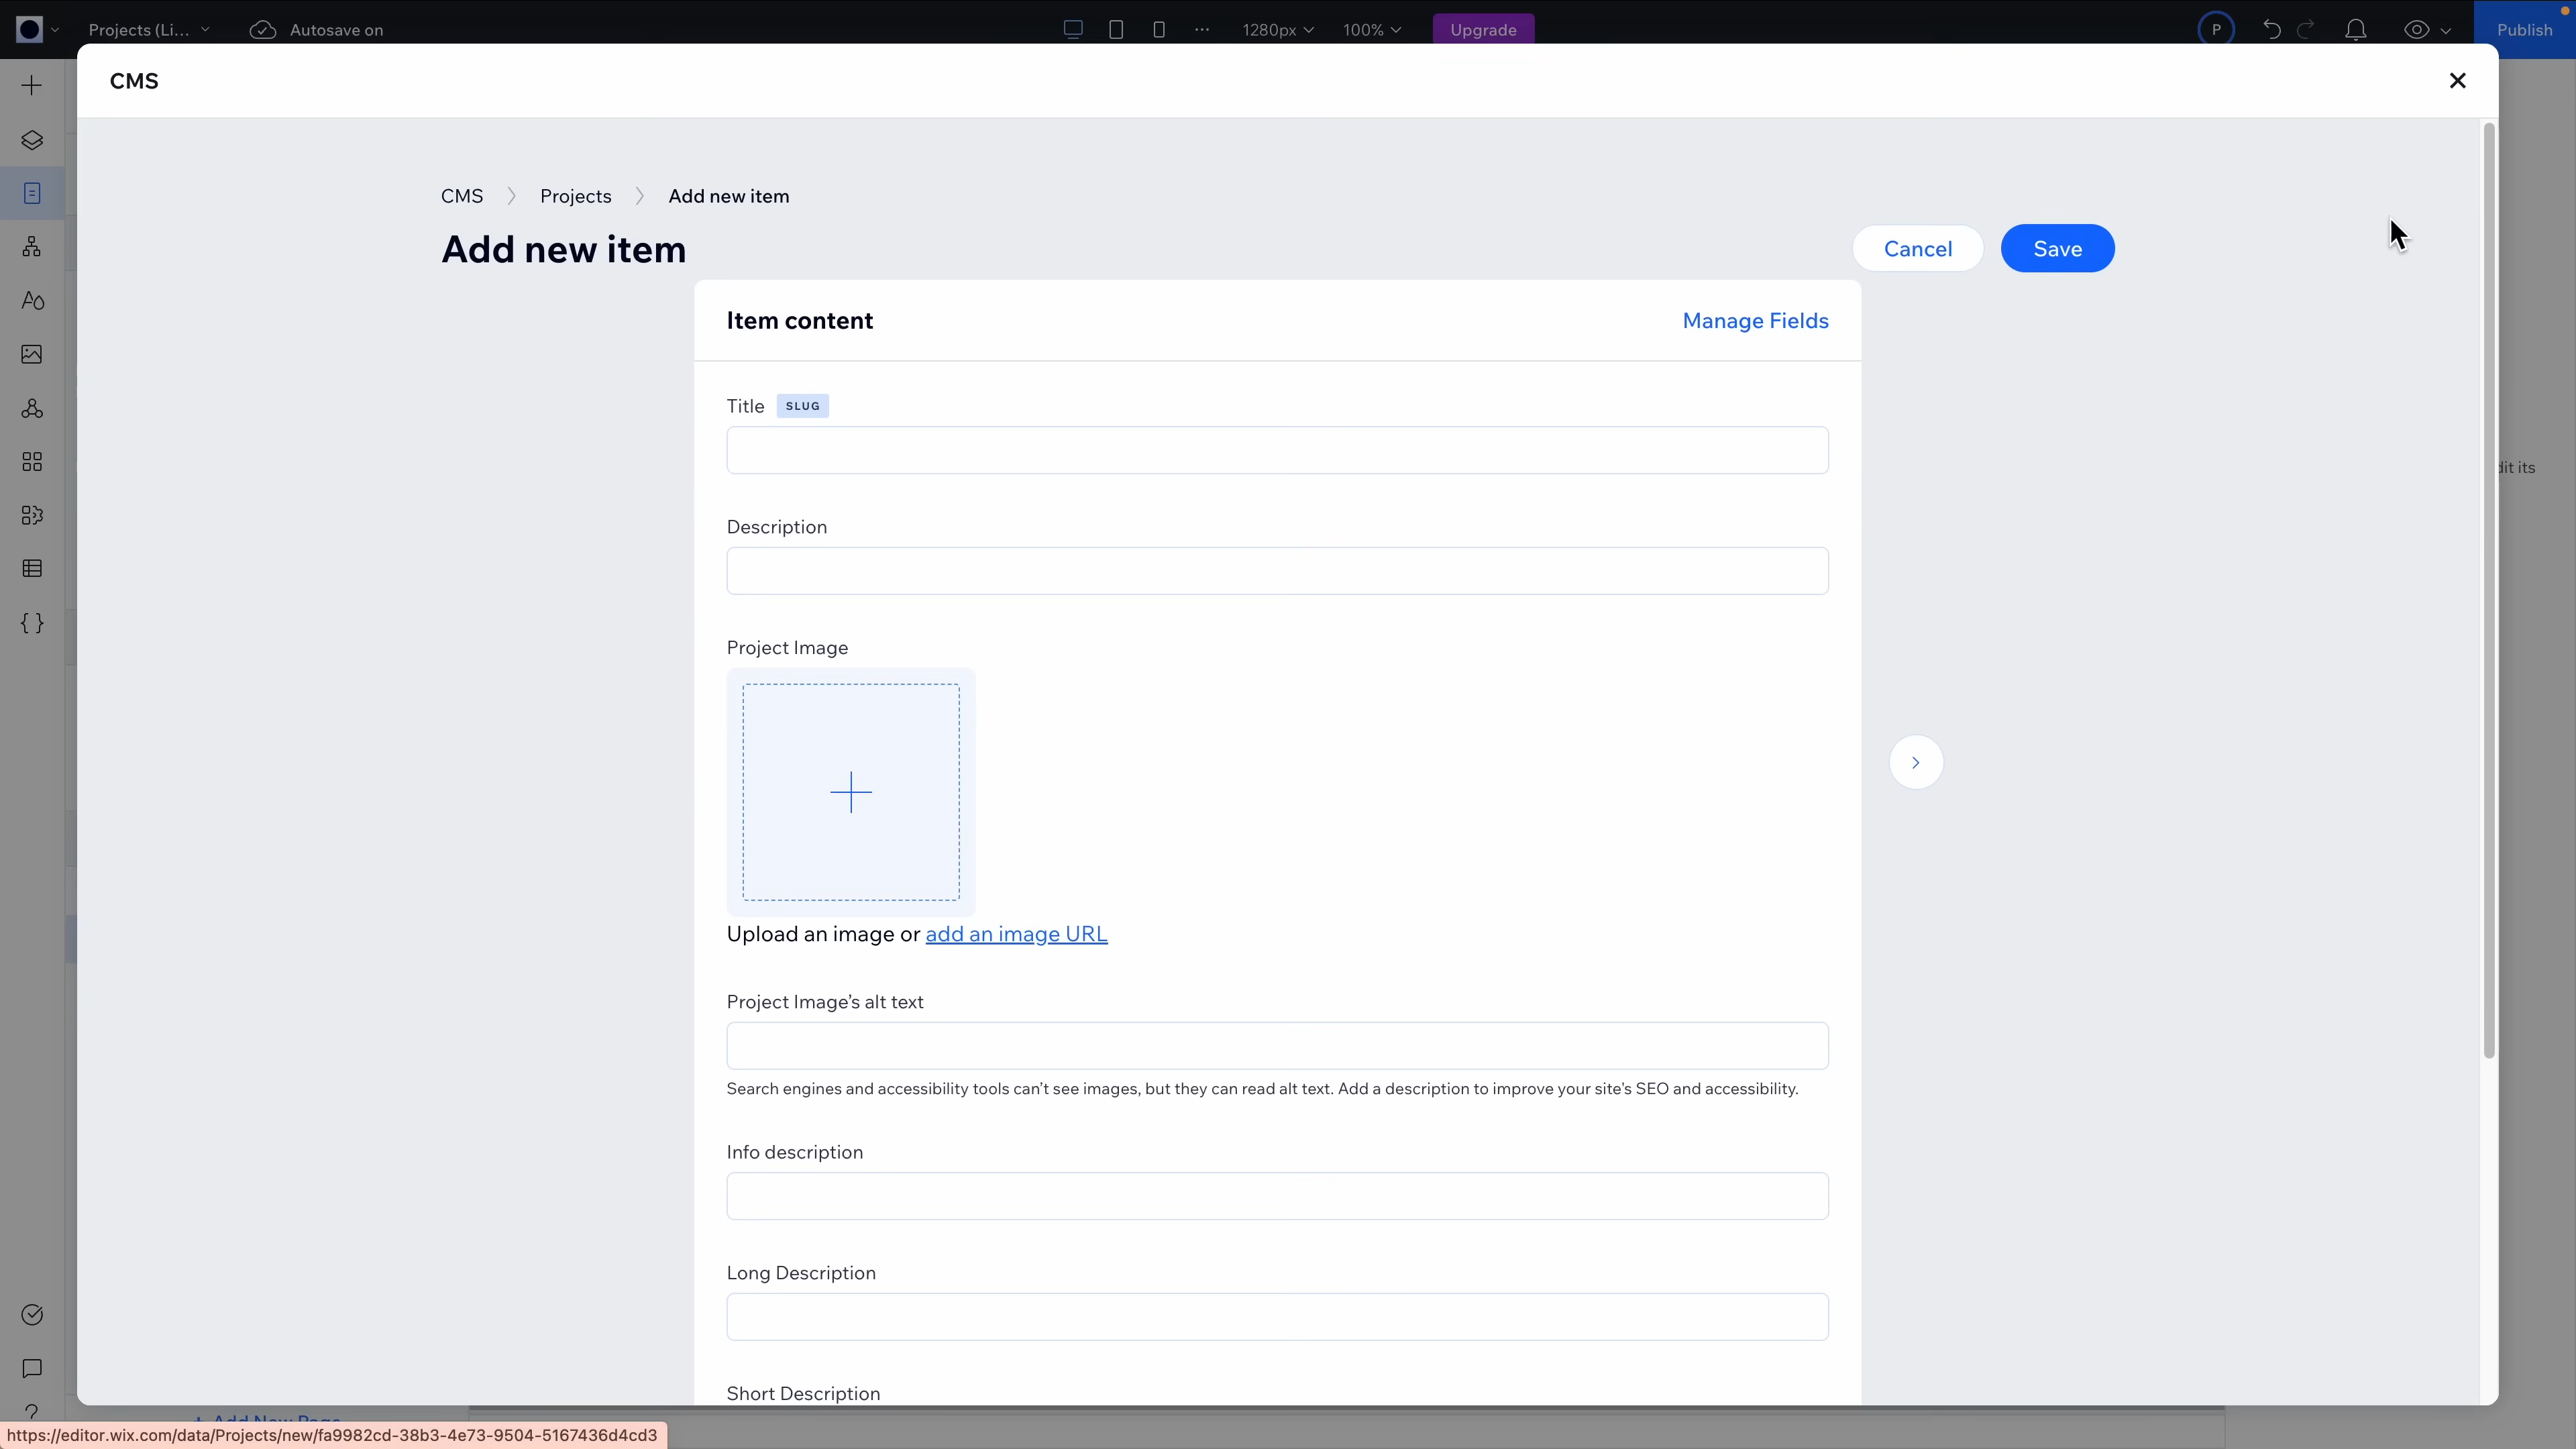 Projects (Li...
Autosave on
1280px
100%
Upgrade
P
Publish
CMS
CMS
Projects
Add new item
Add new item
Cancel
Save
Item content
Manage Fields
Title
SLUG
Description
Project Image
Upload an image or add an image URL
Project Image's alt text
Search engines and accessibility tools can't see images, but they can read alt text. Add a description to improve your site's SEO and accessibility.
Info description
Long Description
Short Description
dit its
+ Add New Page
https://editor.wix.com/data/Projects/new/fa9982cd-38b3-4e73-9504-5167436d4cd3